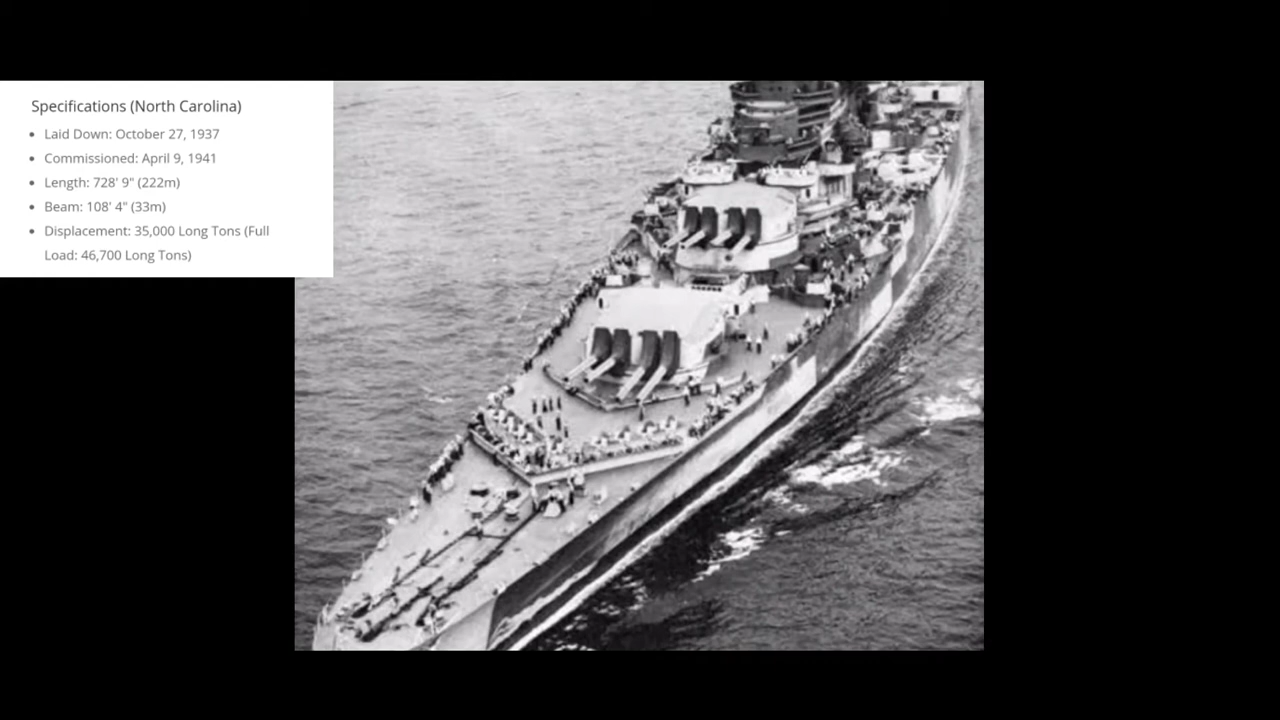 Specifications (North Carolina)
Laid Down: October 27, 1937
Commissioned: April 9, 1941
Length: 728' 9" (222m)
Beam: 108' 4" (33m)
Displacement: 35,000 Long Tons (Full
Load: 46,700 Long Tons)